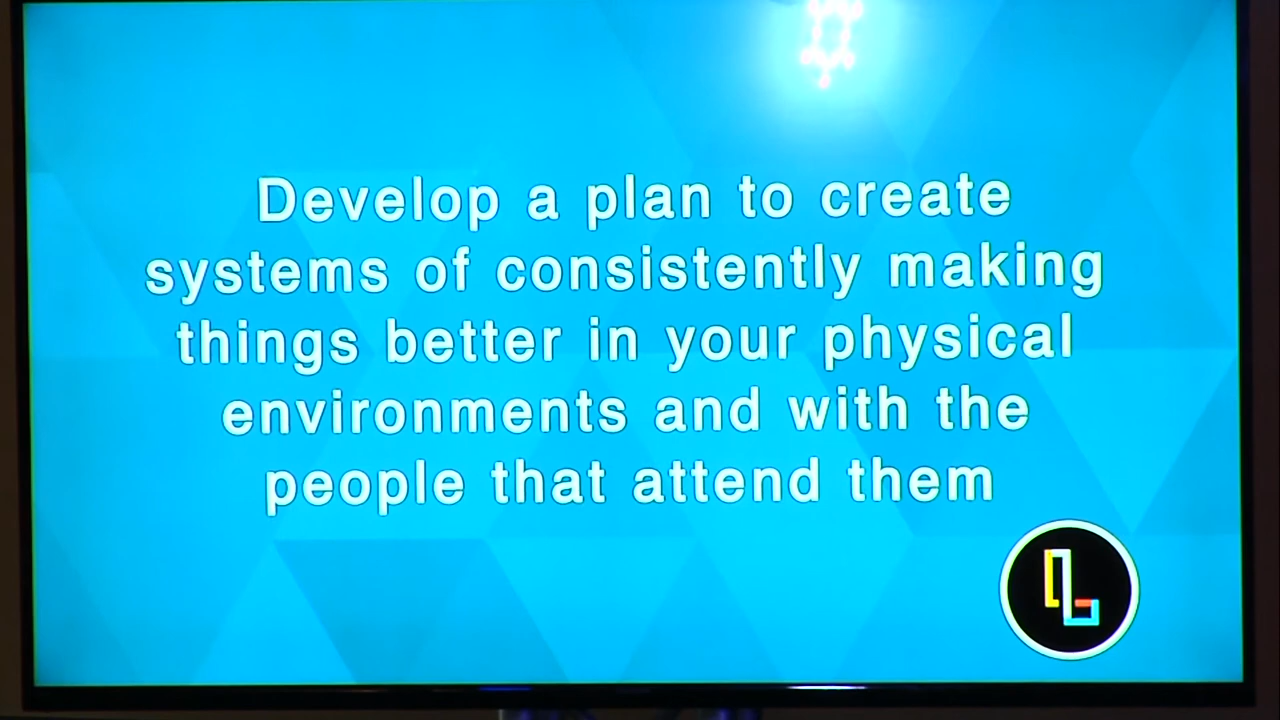 Develop a plan to create
systems of consistently making
things better in your physical
environments and with the
people that attend them